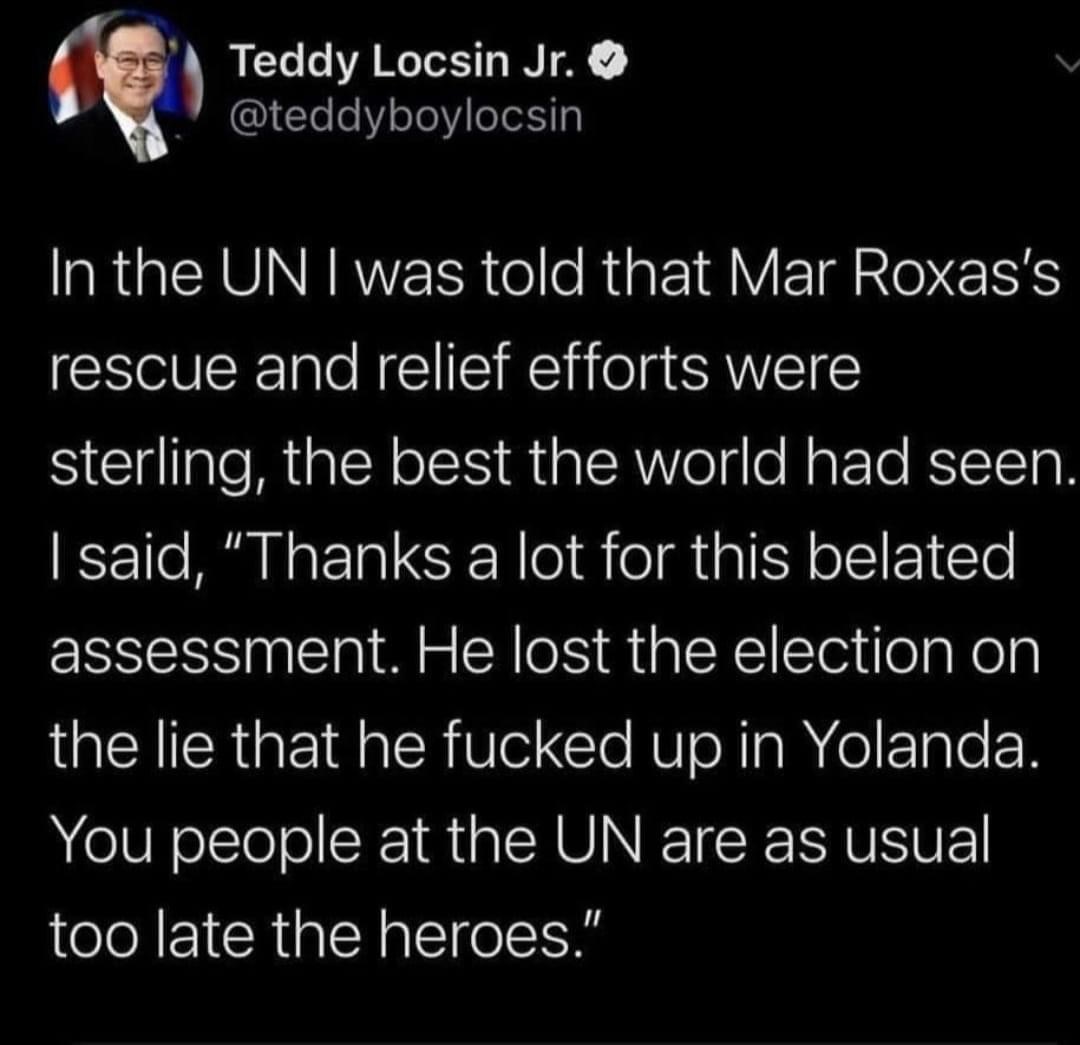 Teddy Locsin Jr.
@teddyboylocsin
In the UN I was told that Mar Roxas's
rescue and relief efforts were
sterling, the best the world had seen.
I said, "Thanks a lot for this belated
assessment. He lost the election on
the lie that he fucked up in Yolanda.
You people at the UN are as usual
too late the heroes."